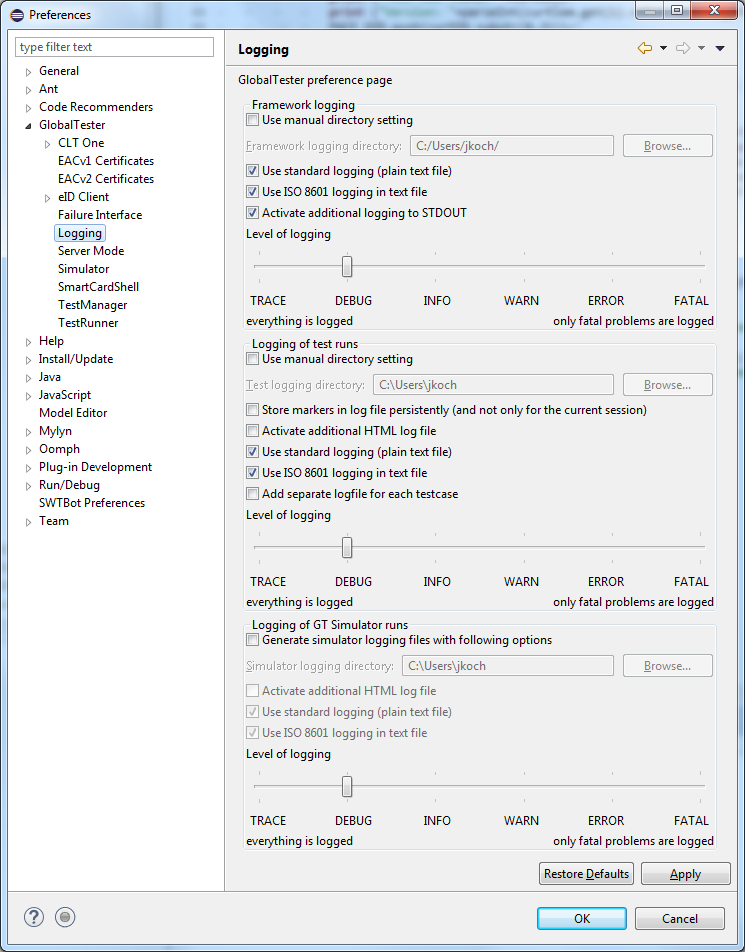 Preferences
type filter text
General
Ant
Code Recommenders
GlobalTester
CLT One
EACv1 Certificates
EACv2 Certificates
eID Client
Failure Interface
Logging
Server Mode
Simulator
SmartCardShell
TestManager
TestRunner
Help
Install/Update
Java
JavaScript
Model Editor
Mylyn
Oomph
Plug-in Development
Run/Debug
SWTBot Preferences
Team
Logging
GlobalTester preference page
Framework logging
Use manual directory setting
Framework logging directory: C:/Users/jkoch/ Browse...
Use standard logging (plain text file)
Use ISO 8601 logging in text file
Activate additional logging to STDOUT
Level of logging
TRACE DEBUG INFO WARN ERROR FATAL
everything is logged only fatal problems are logged
Logging of test runs
Use manual directory setting
Test logging directory: C:\Users\jkoch Browse...
Store markers in log file persistently (and not only for the current session)
Activate additional HTML log file
Use standard logging (plain text file)
Use ISO 8601 logging in text file
Add separate logfile for each testcase
Level of logging
TRACE DEBUG INFO WARN ERROR FATAL
everything is logged only fatal problems are logged
Logging of GT Simulator runs
Generate simulator logging files with following options
Simulator logging directory: C:\Users\jkoch Browse...
Activate additional HTML log file
Use standard logging (plain text file)
Use ISO 8601 logging in text file
Level of logging
TRACE DEBUG INFO WARN ERROR FATAL
everything is logged only fatal problems are logged
Restore Defaults Apply
? OK Cancel